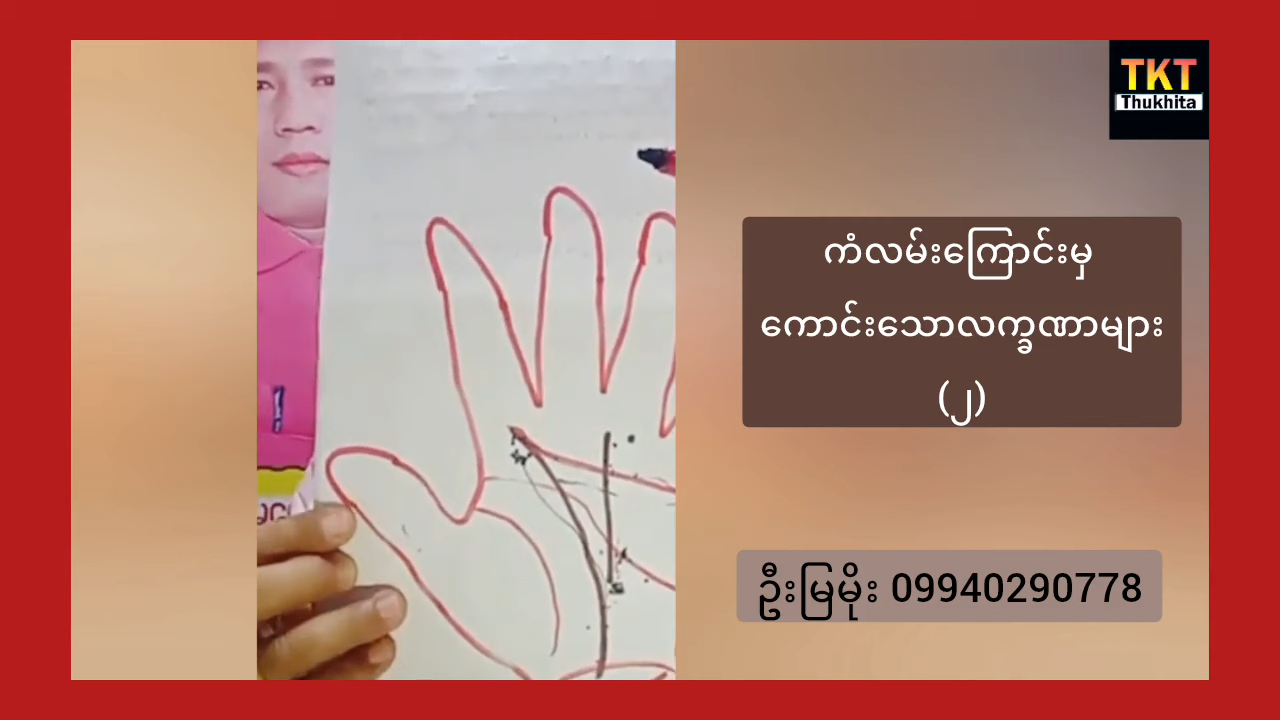 TKT
Thukhita
ကံလမ်းကြောင်းမှ
ကောင်းသောလက္ခဏာများ
(၂)
ဦးမြမိုး 09940290778